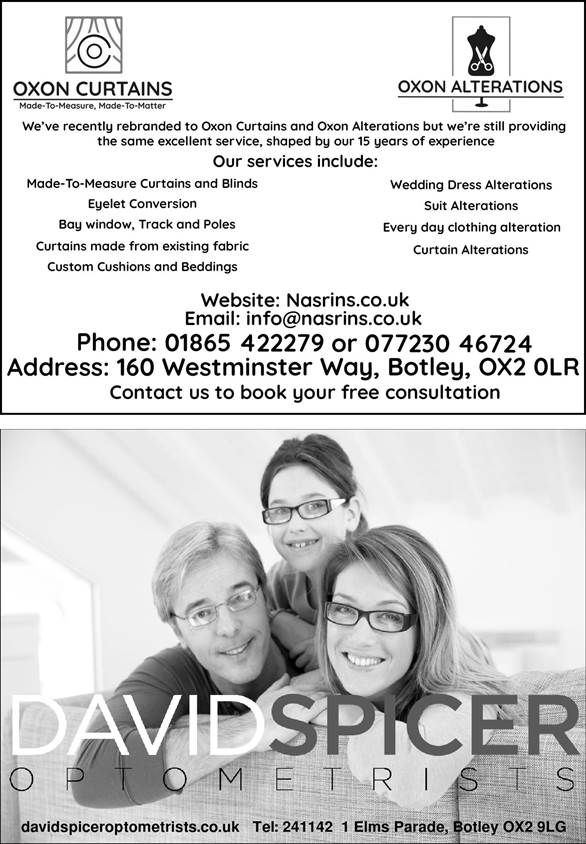 OXON CURTAINS
Made-To-Measure, Made-To-Matter
OXON ALTERATIONS
We've recently rebranded to Oxon Curtains and Oxon Alterations but we're still providing
the same excellent service, shaped by our 15 years of experience
Our services include:
Made-To-Measure Curtains and Blinds
Eyelet Conversion
Bay window, Track and Poles
Curtains made from existing fabric
Custom Cushions and Beddings
Wedding Dress Alterations
Suit Alterations
Every day clothing alteration
Curtain Alterations
Website: Nasrins.co.uk
Email: info@nasrins.co.uk
Phone: 01865 422279 or 077230 46724
Address: 160 Westminster Way, Botley, OX2 0LR
Contact us to book your free consultation
DAVIDSPICER
OPTOMETRISTS
davidspiceroptometrists.co.uk Tel: 241142 1 Elms Parade, Botley OX2 9LG